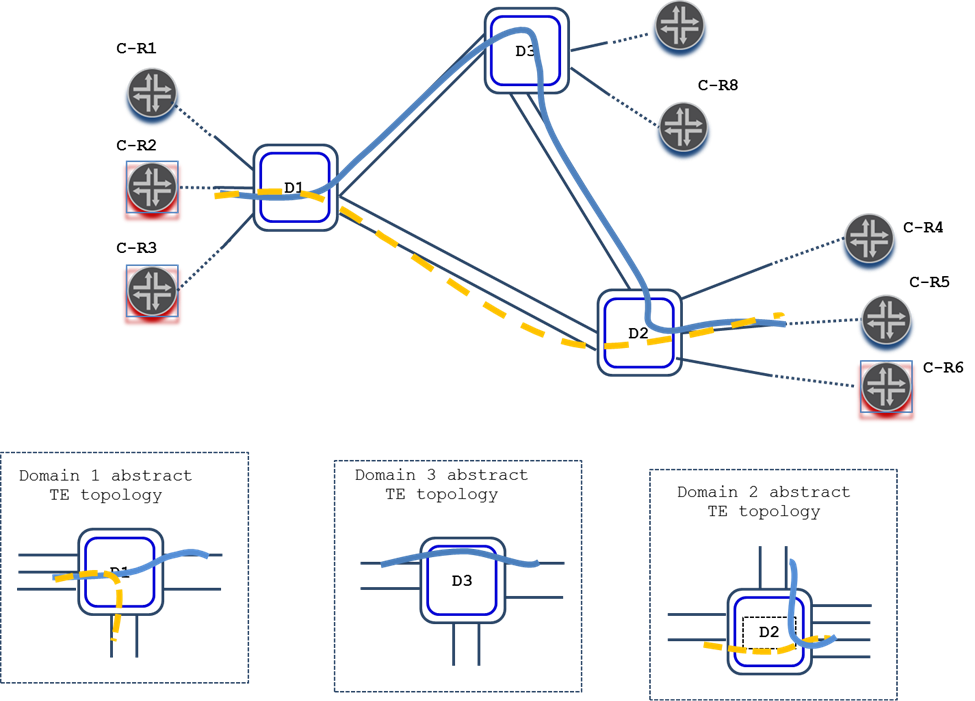 D3
C-R1
C-R8
C-R2
D1
C-R3
C-R4
C-R5
D2
C-R6
Domain 1 abstract
TE topology
Domain 3 abstract
TE topology
Domain 2 abstract
TE topology
D1
D3
D2